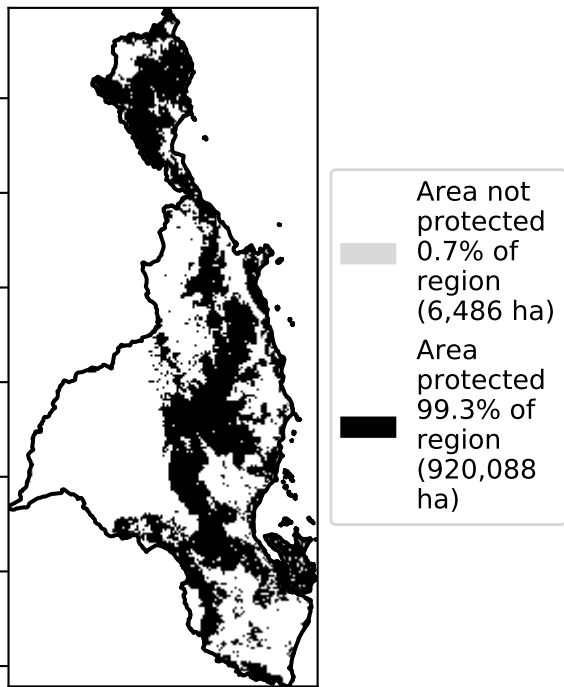 Area not
protected
0.7% of
region
(6,486 ha)
Area
protected
99.3% of
region
(920,088
ha)